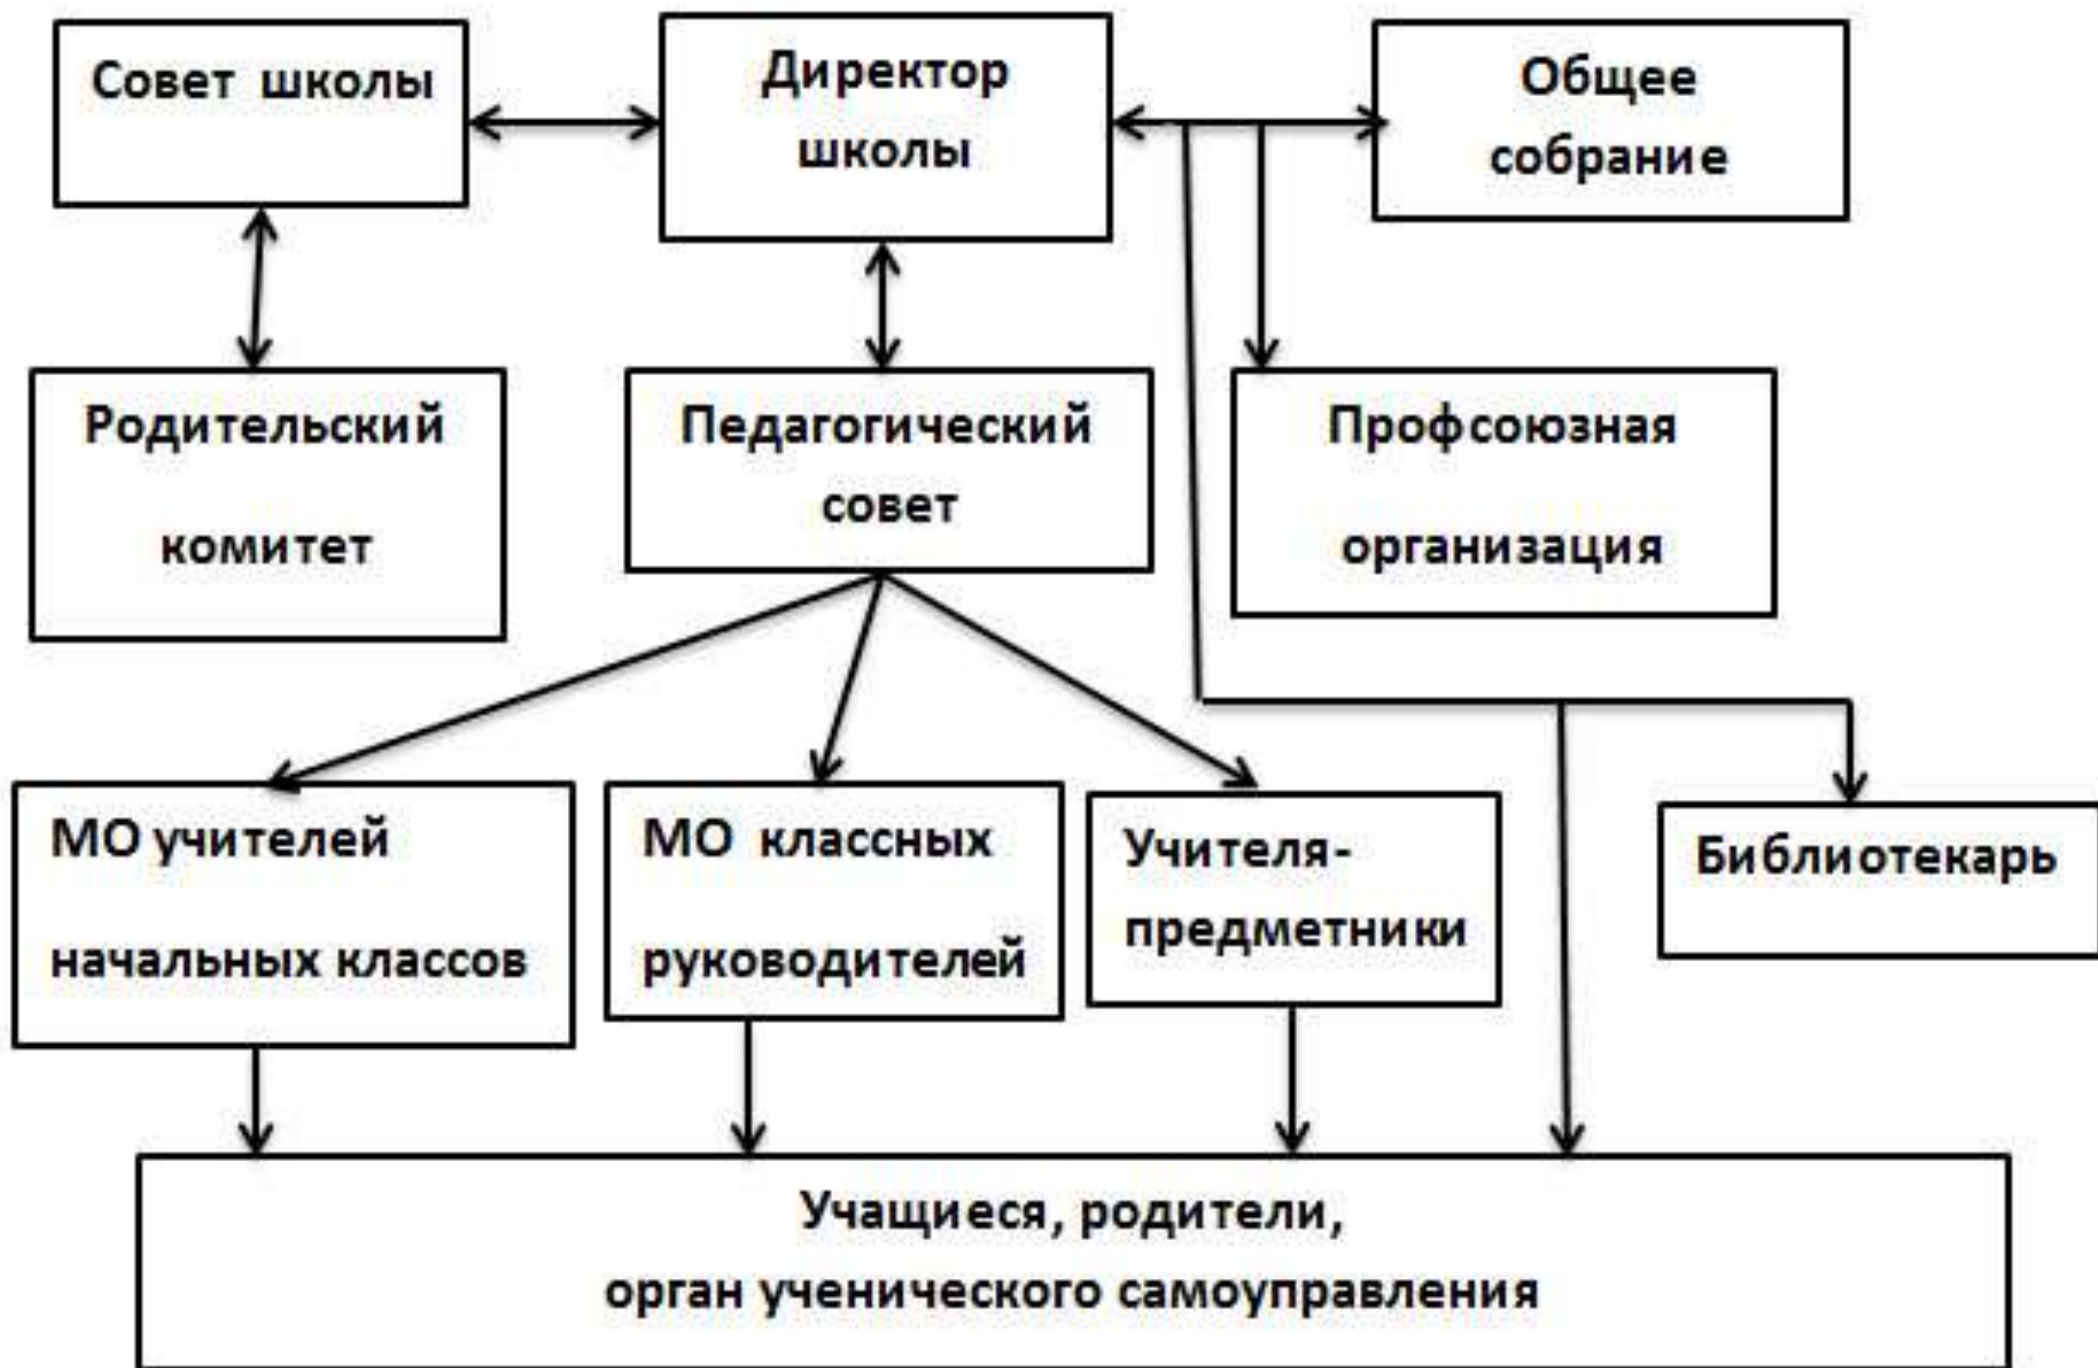 Совет школы
Директор
школы
Общее
собрание
Родительский
комитет
Педагогический
совет
Профсоюзная
организация
МО учителей
начальных классов
МО классных
руководителей
Учителя-
предметники
Библиотекарь
Учащиеся, родители,
орган ученического самоуправления